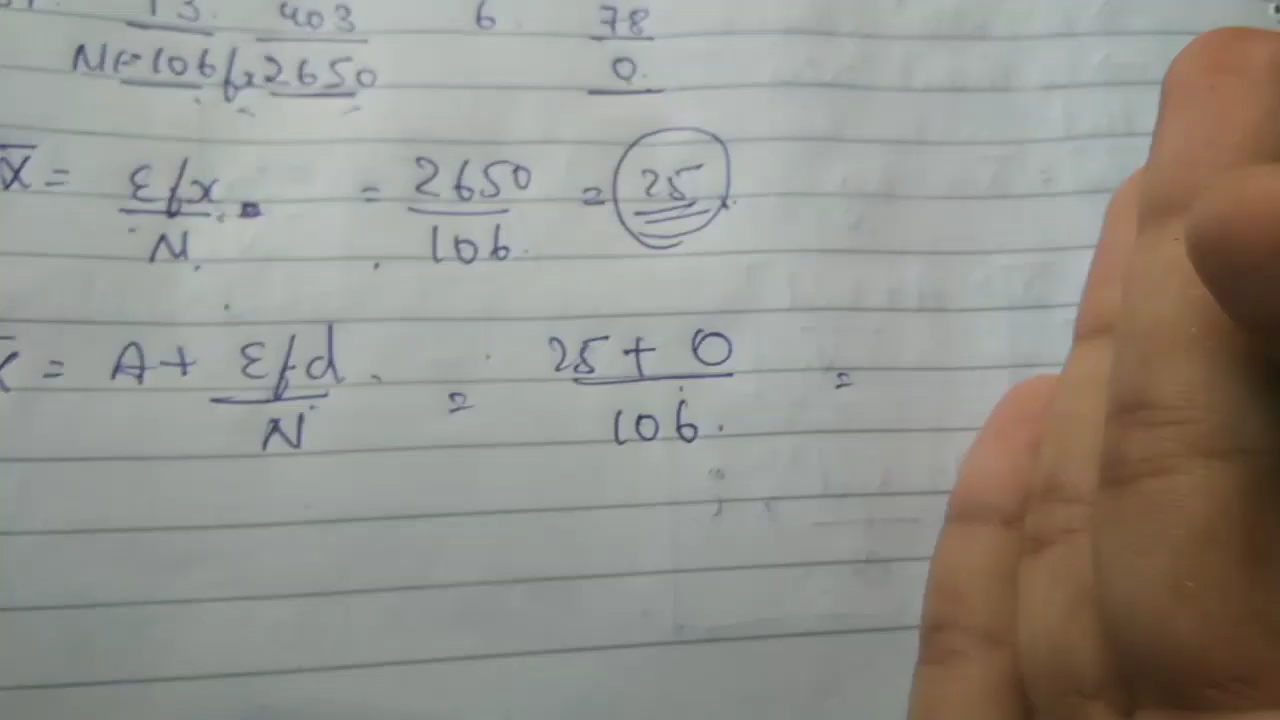 13. 403 6 78
N=106 fx 2650 0
X̄ = Σfx / N = 2650 / 106 = 25
X̄ = A + Σfd / N = 25 + 0 / 106 =